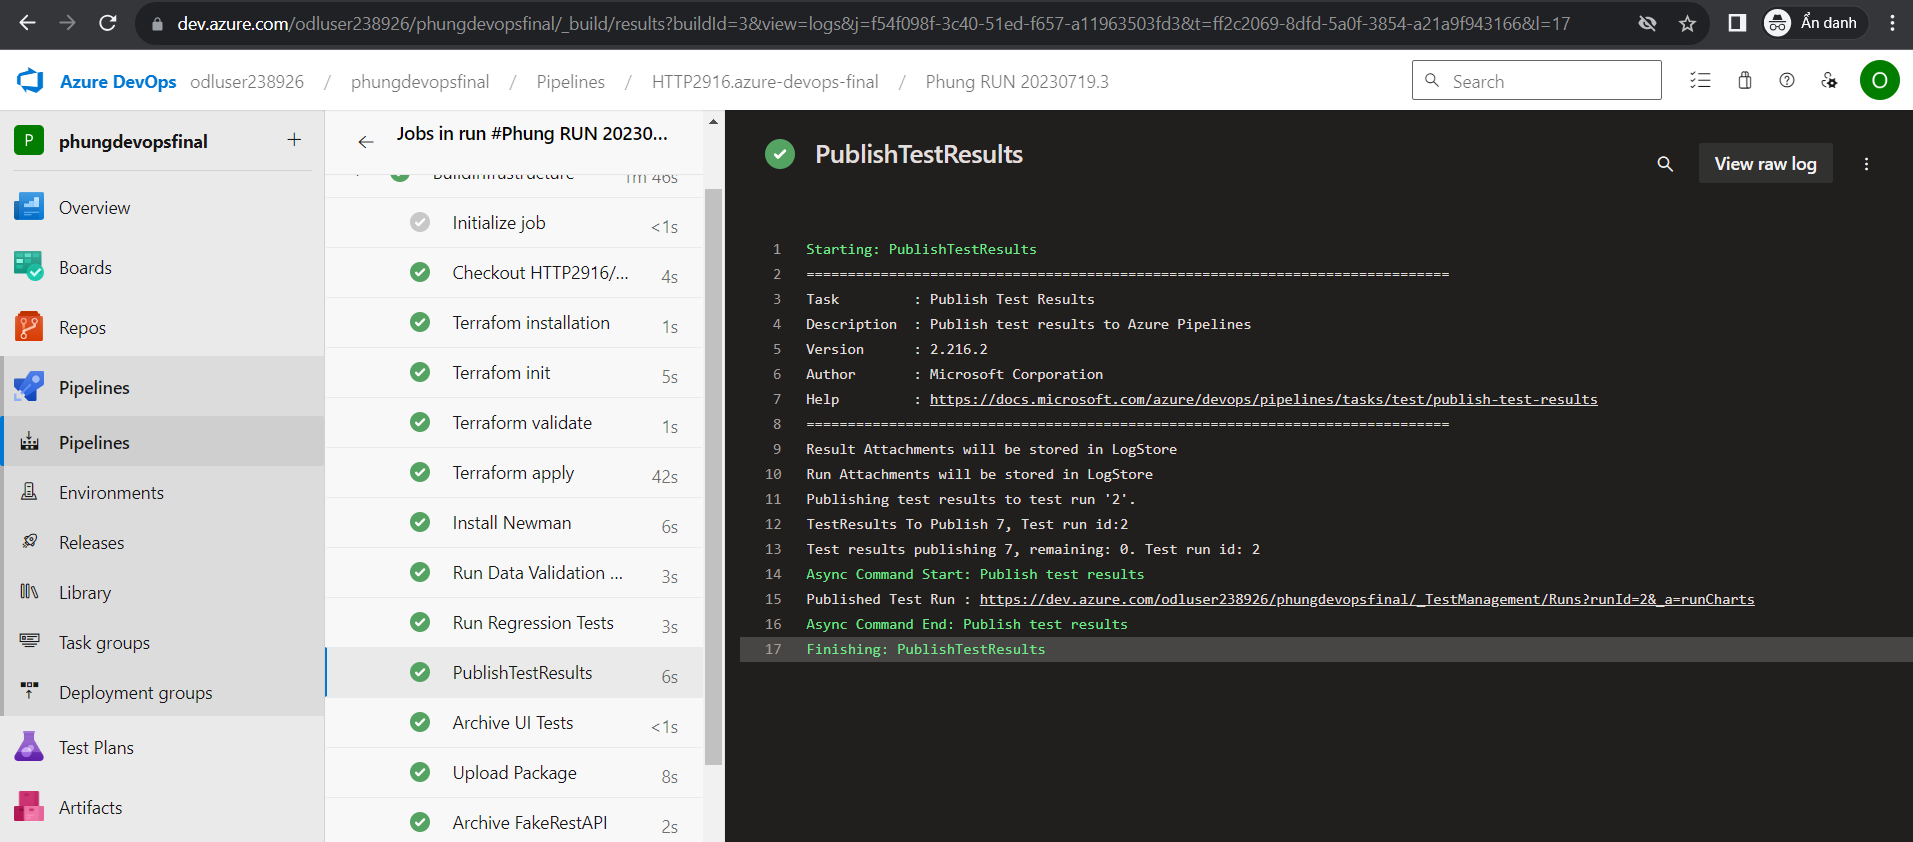 dev.azure.com/odluser238926/phungdevopsfinal/_build/results?buildId=3&view=logs&j=f54f098f-3c40-51ed-f657-a11963503fd3&t=ff2c2069-8dfd-5a0f-3854-a21a9f943166&l=17
Ẩn danh
Azure DevOps odluser238926 / phungdevopsfinal / Pipelines / HTTP2916.azure-devops-final / Phung RUN 20230719.3
Search
O
P phungdevopsfinal +
Overview
Boards
Repos
Pipelines
Pipelines
Environments
Releases
Library
Task groups
Deployment groups
Test Plans
Artifacts
Jobs in run #Phung RUN 20230...
BuildInfrastructure 1m 46s
Initialize job <1s
Checkout HTTP2916/... 4s
Terrafom installation 1s
Terrafom init 5s
Terraform validate 1s
Terraform apply 42s
Install Newman 6s
Run Data Validation ... 3s
Run Regression Tests 3s
PublishTestResults 6s
Archive UI Tests <1s
Upload Package 8s
Archive FakeRestAPI 2s
PublishTestResults
View raw log
1 Starting: PublishTestResults
2 ==============================================================================
3 Task : Publish Test Results
4 Description : Publish test results to Azure Pipelines
5 Version : 2.216.2
6 Author : Microsoft Corporation
7 Help : https://docs.microsoft.com/azure/devops/pipelines/tasks/test/publish-test-results
8 ==============================================================================
9 Result Attachments will be stored in LogStore
10 Run Attachments will be stored in LogStore
11 Publishing test results to test run '2'.
12 TestResults To Publish 7, Test run id:2
13 Test results publishing 7, remaining: 0. Test run id: 2
14 Async Command Start: Publish test results
15 Published Test Run : https://dev.azure.com/odluser238926/phungdevopsfinal/_TestManagement/Runs?runId=2&_a=runCharts
16 Async Command End: Publish test results
17 Finishing: PublishTestResults